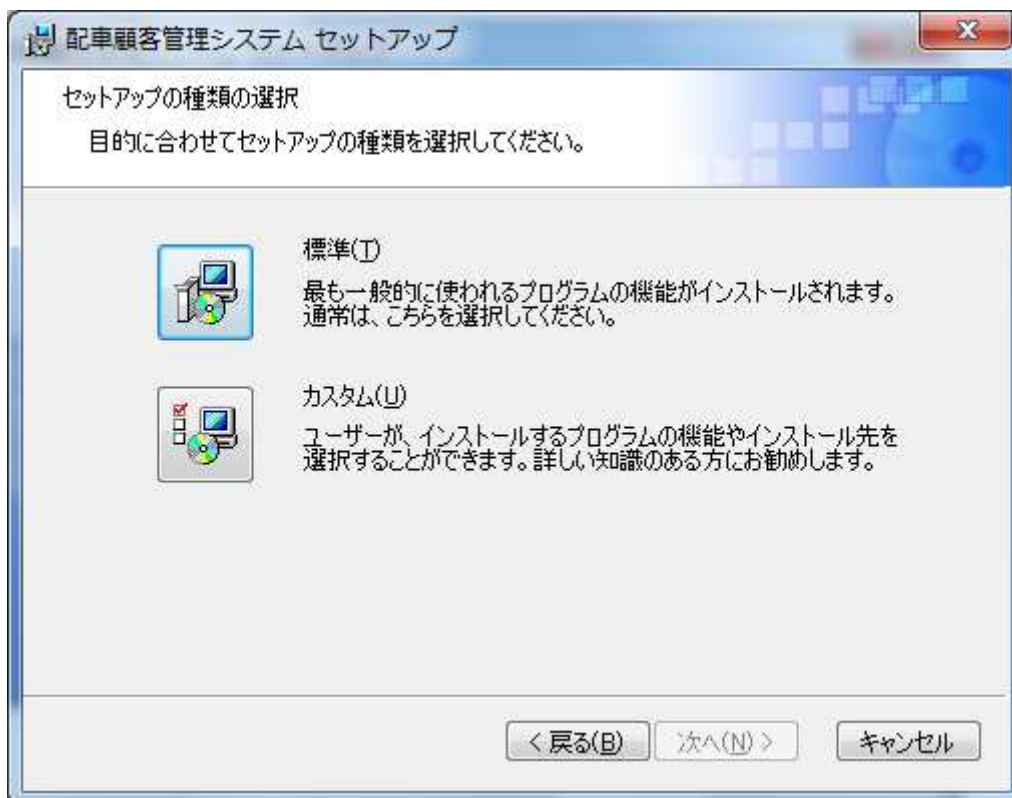 配車顧客管理システム セットアップ
セットアップの種類の選択
目的に合わせてセットアップの種類を選択してください。
標準(T)
最も一般的に使われるプログラムの機能がインストールされます。
通常は、こちらを選択してください。
カスタム(U)
ユーザーが、インストールするプログラムの機能やインストール先を
選択することができます。詳しい知識のある方にお勧めします。
< 戻る(B) 次へ(N) > キャンセル